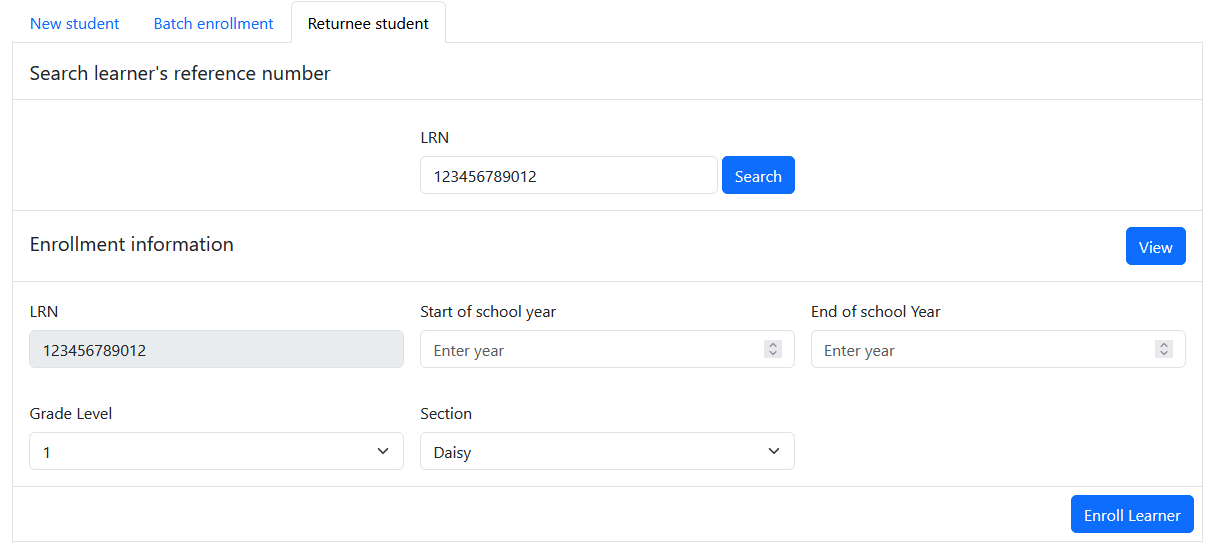 New student Batch enrollment Returnee student
Search learner's reference number
LRN
123456789012 Search
Enrollment information View
LRN Start of school year End of school Year
123456789012 Enter year Enter year
Grade Level Section
1 Daisy
Enroll Learner